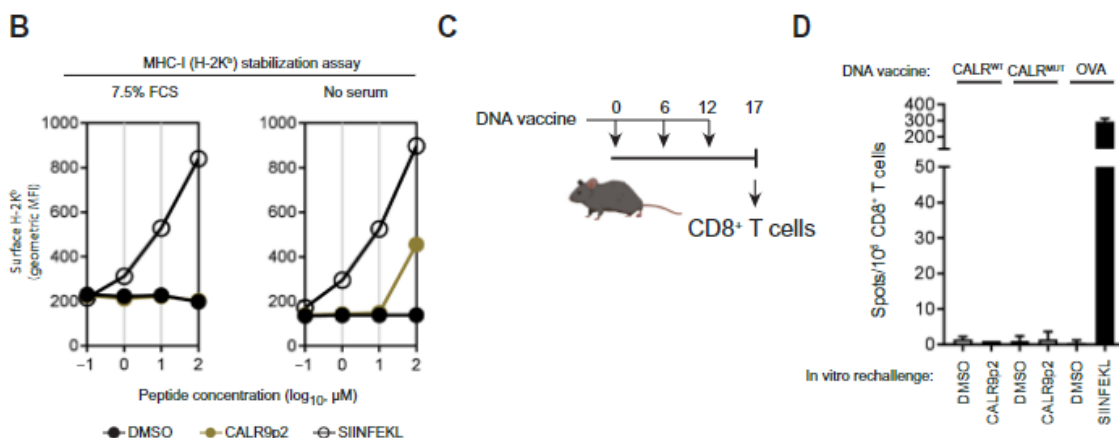 B
MHC-I (H-2Kᵇ) stabilization assay
7.5% FCS
No serum
Surface H-2Kᵇ
(geometric MFI)
1000
800
600
400
200
0
−1 0 1 2
1000
800
600
400
200
0
−1 0 1 2
Peptide concentration (log₁₀, μM)
DMSO CALR9p2 SIINFEKL
C
0 6 12 17
DNA vaccine
CD8⁺ T cells
D
DNA vaccine: CALRᵂᵀ CALRᴹᵁᵀ OVA
Spots/10⁶ CD8⁺ T cells
400
300
200
100
50
40
30
20
10
0
In vitro rechallenge:
DMSO
CALR9p2
DMSO
CALR9p2
DMSO
SIINFEKL